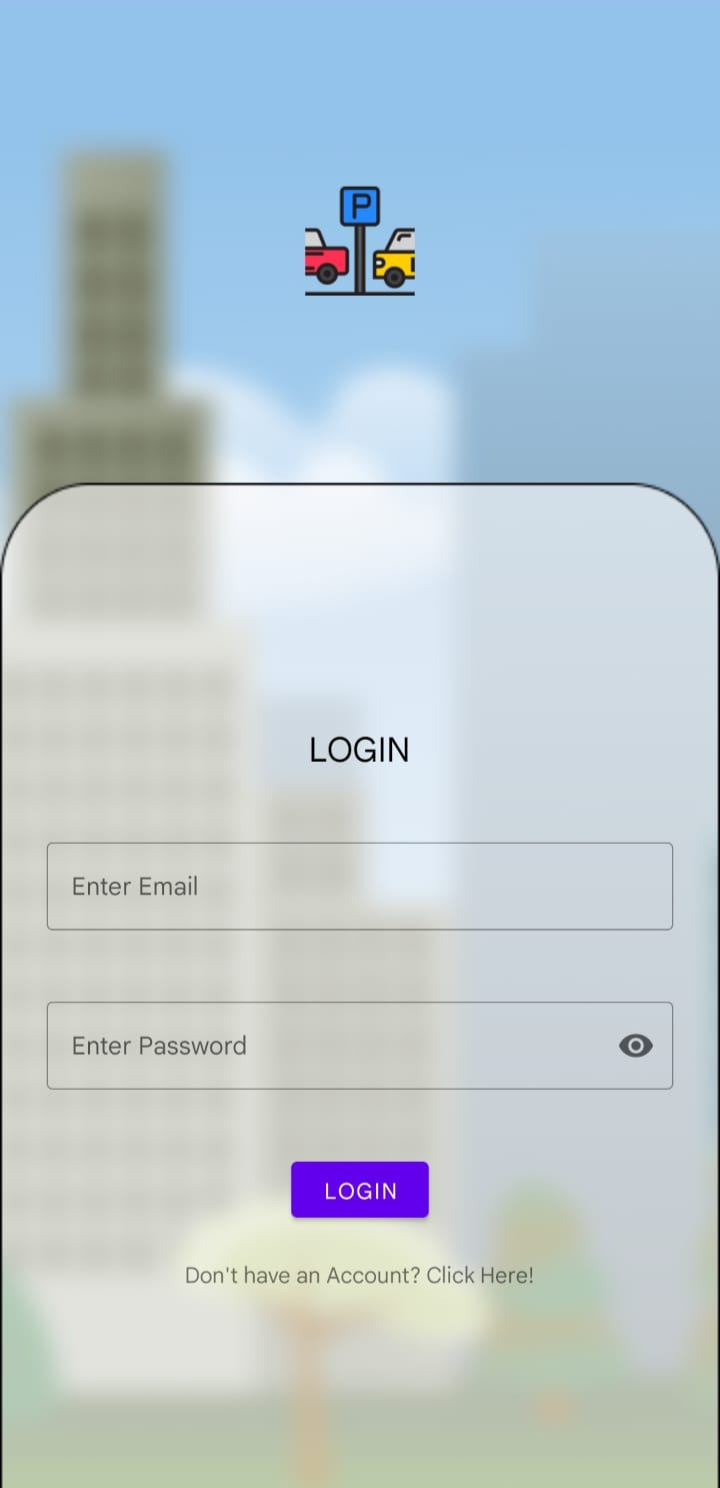 P
LOGIN
Enter Email
Enter Password
LOGIN
Don't have an Account? Click Here!